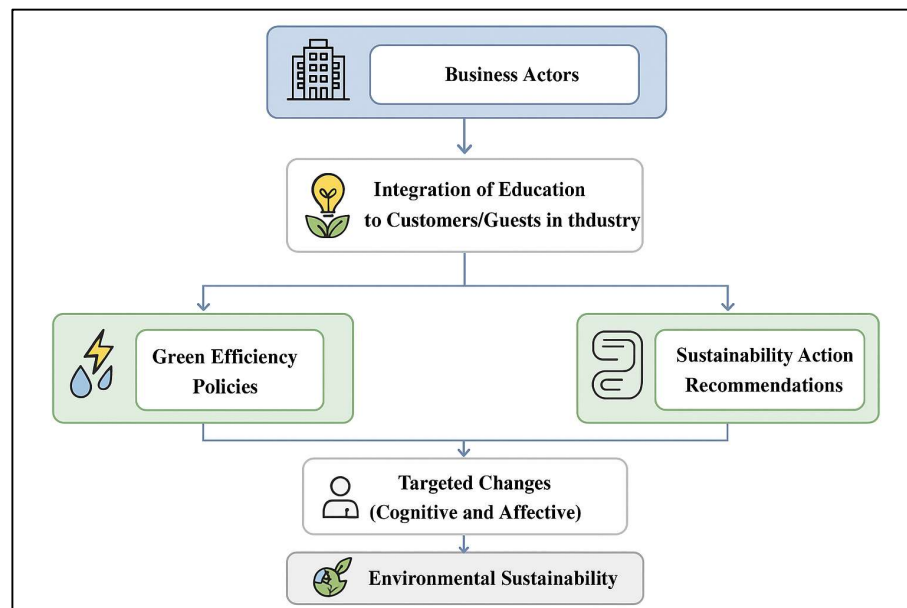 Business Actors
Integration of Education
to Customers/Guests in thdustry
Green Efficiency
Policies
Sustainability Action
Recommendations
Targeted Changes
(Cognitive and Affective)
Environmental Sustainability